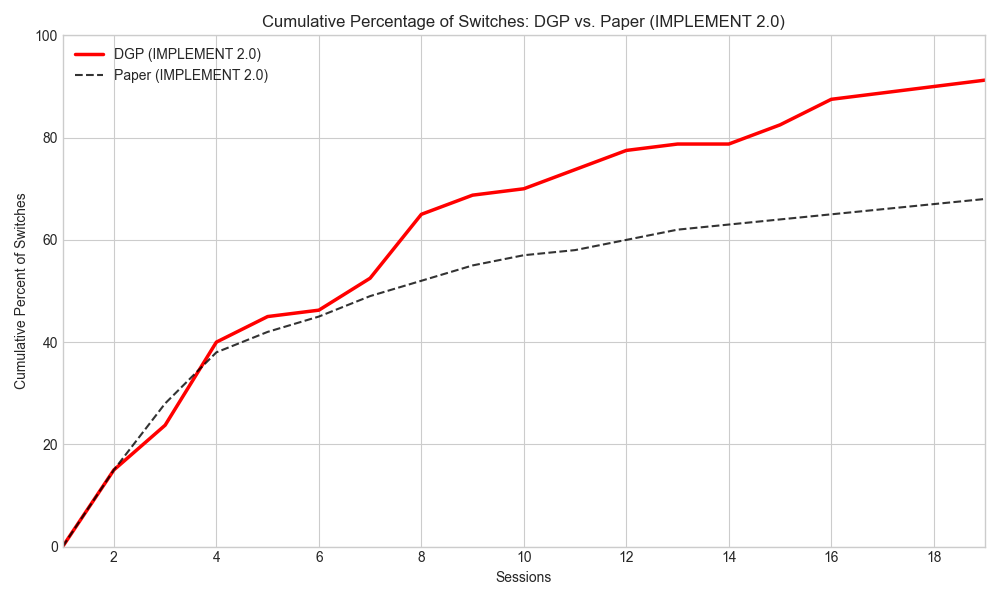 Cumulative Percentage of Switches: DGP vs. Paper (IMPLEMENT 2.0)
DGP (IMPLEMENT 2.0)
Paper (IMPLEMENT 2.0)
Cumulative Percent of Switches
100
80
60
40
20
0
2 4 6 8 10 12 14 16 18
Sessions